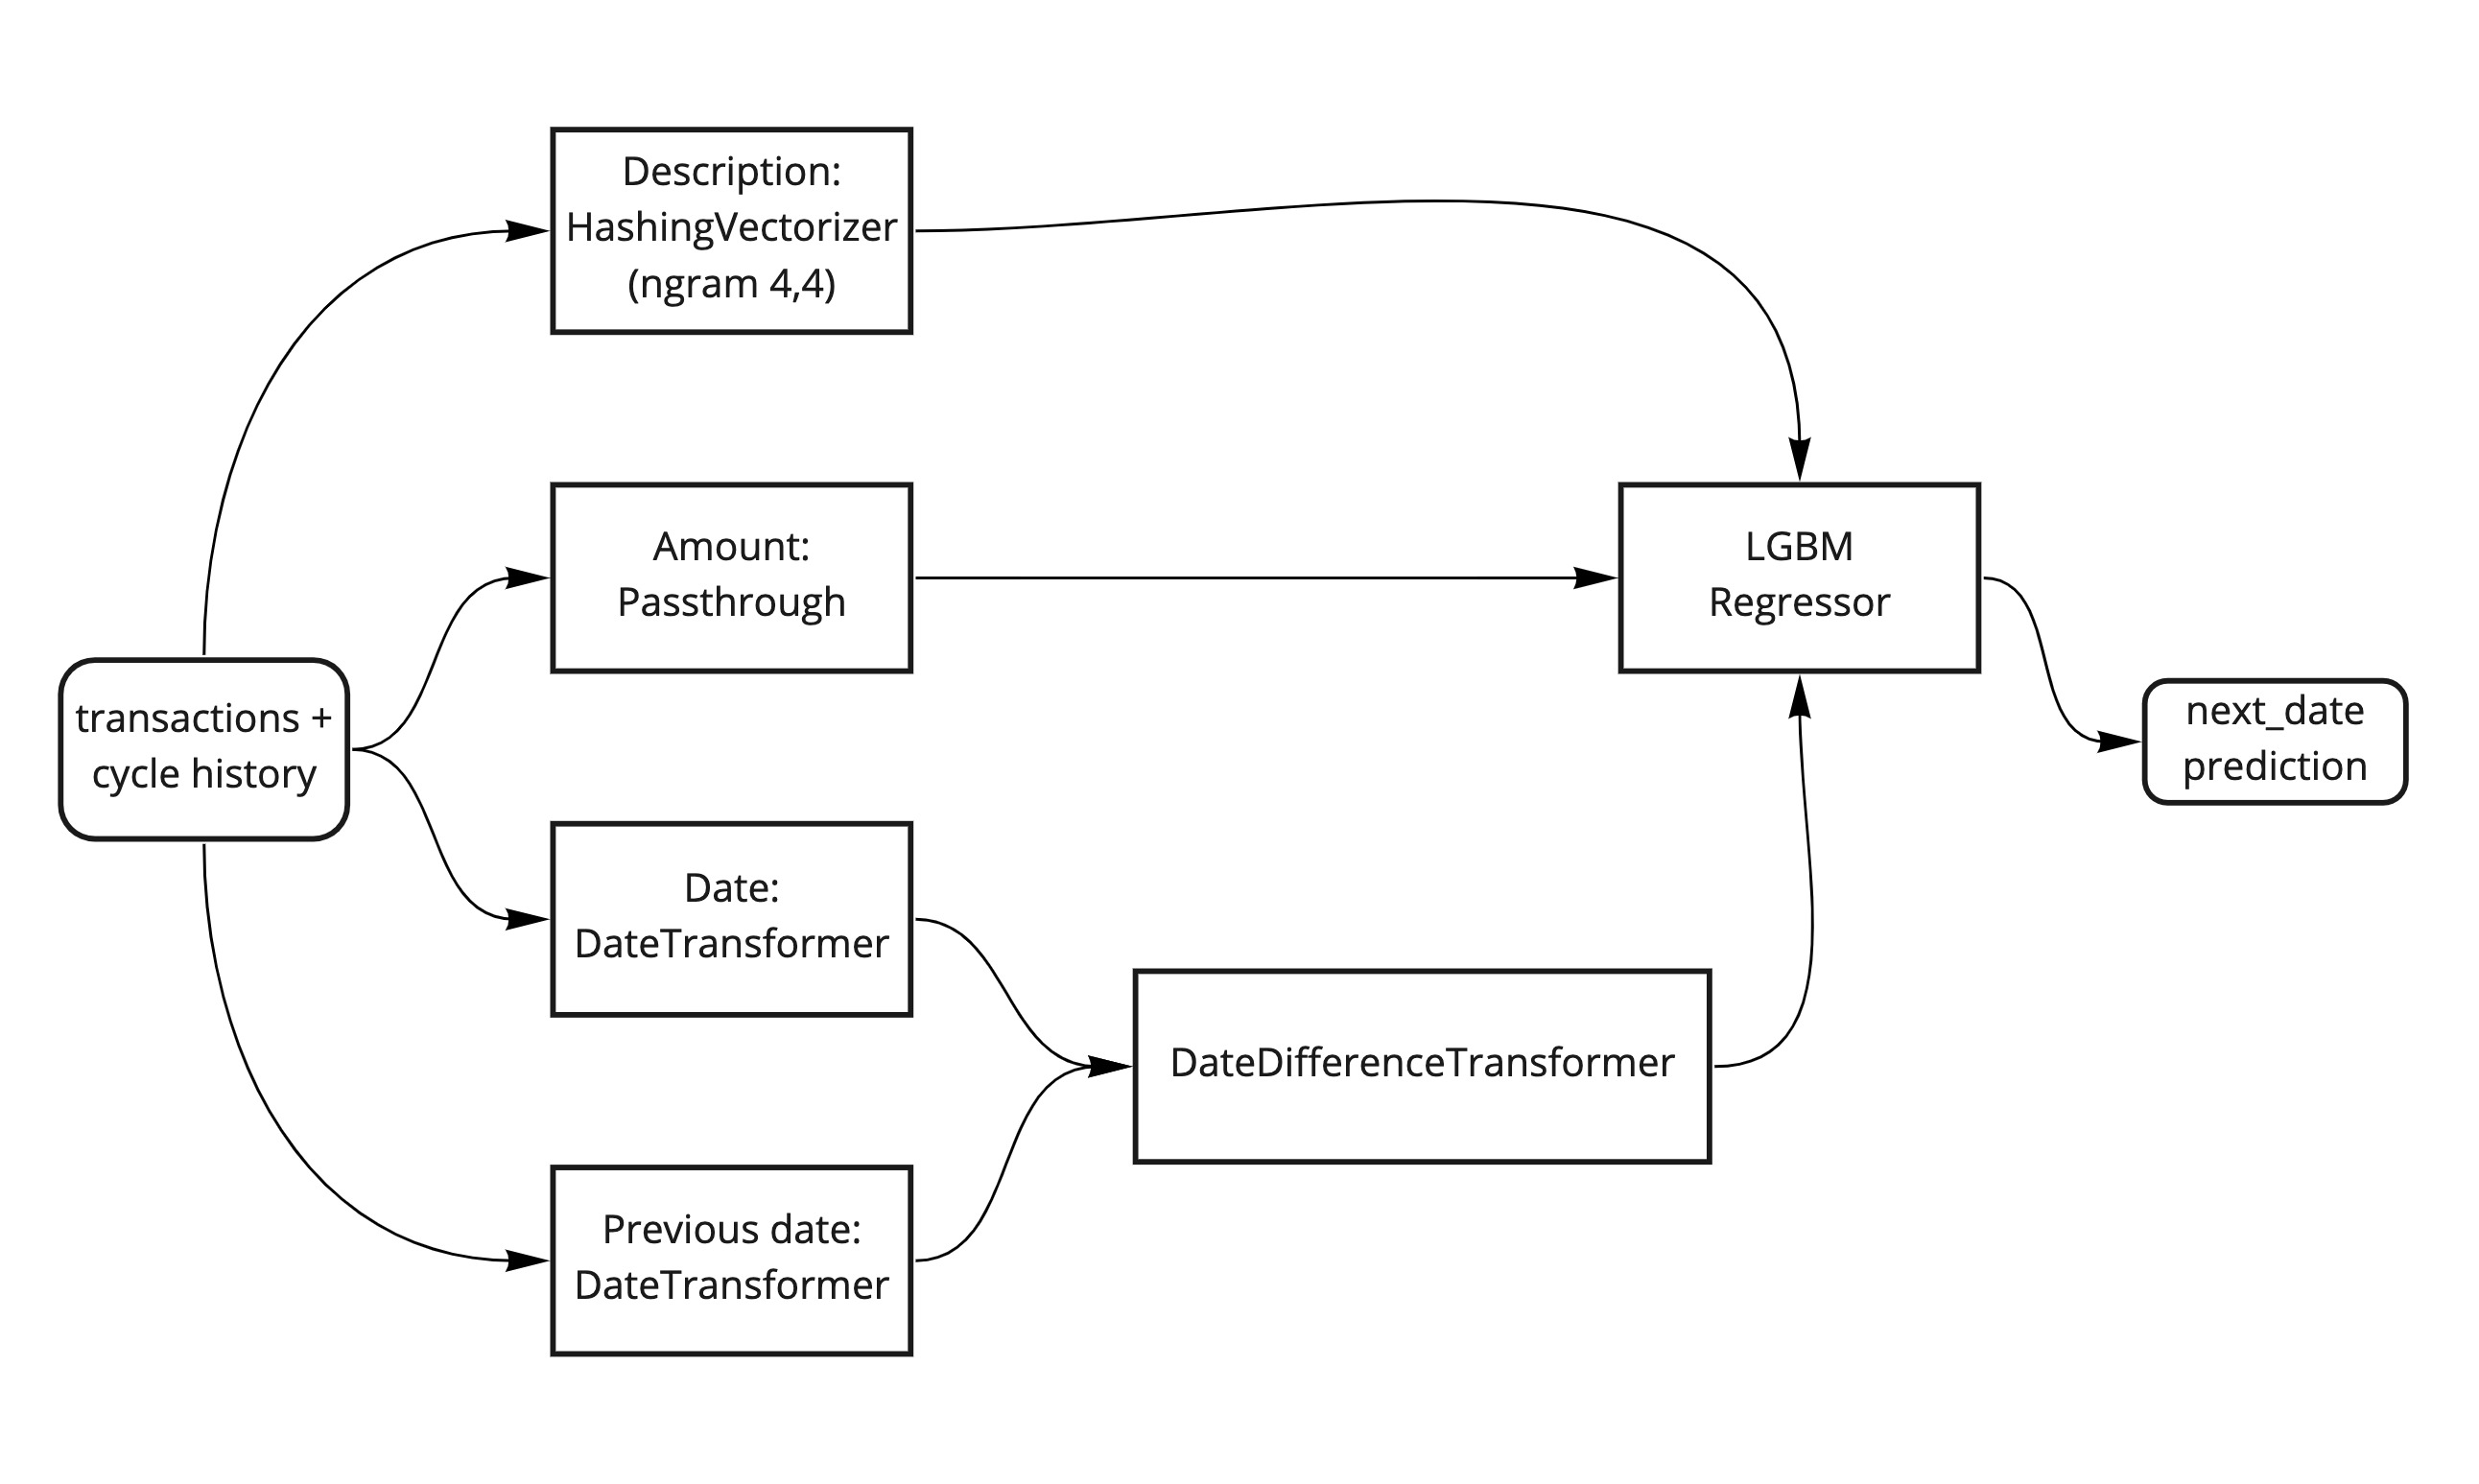 Description:
HashingVectorizer
(ngram 4,4)
Amount:
Passthrough
LGBM
Regressor
transactions +
cycle history
next_date
prediction
Date:
DateTransformer
DateDifferenceTransformer
Previous date:
DateTransformer